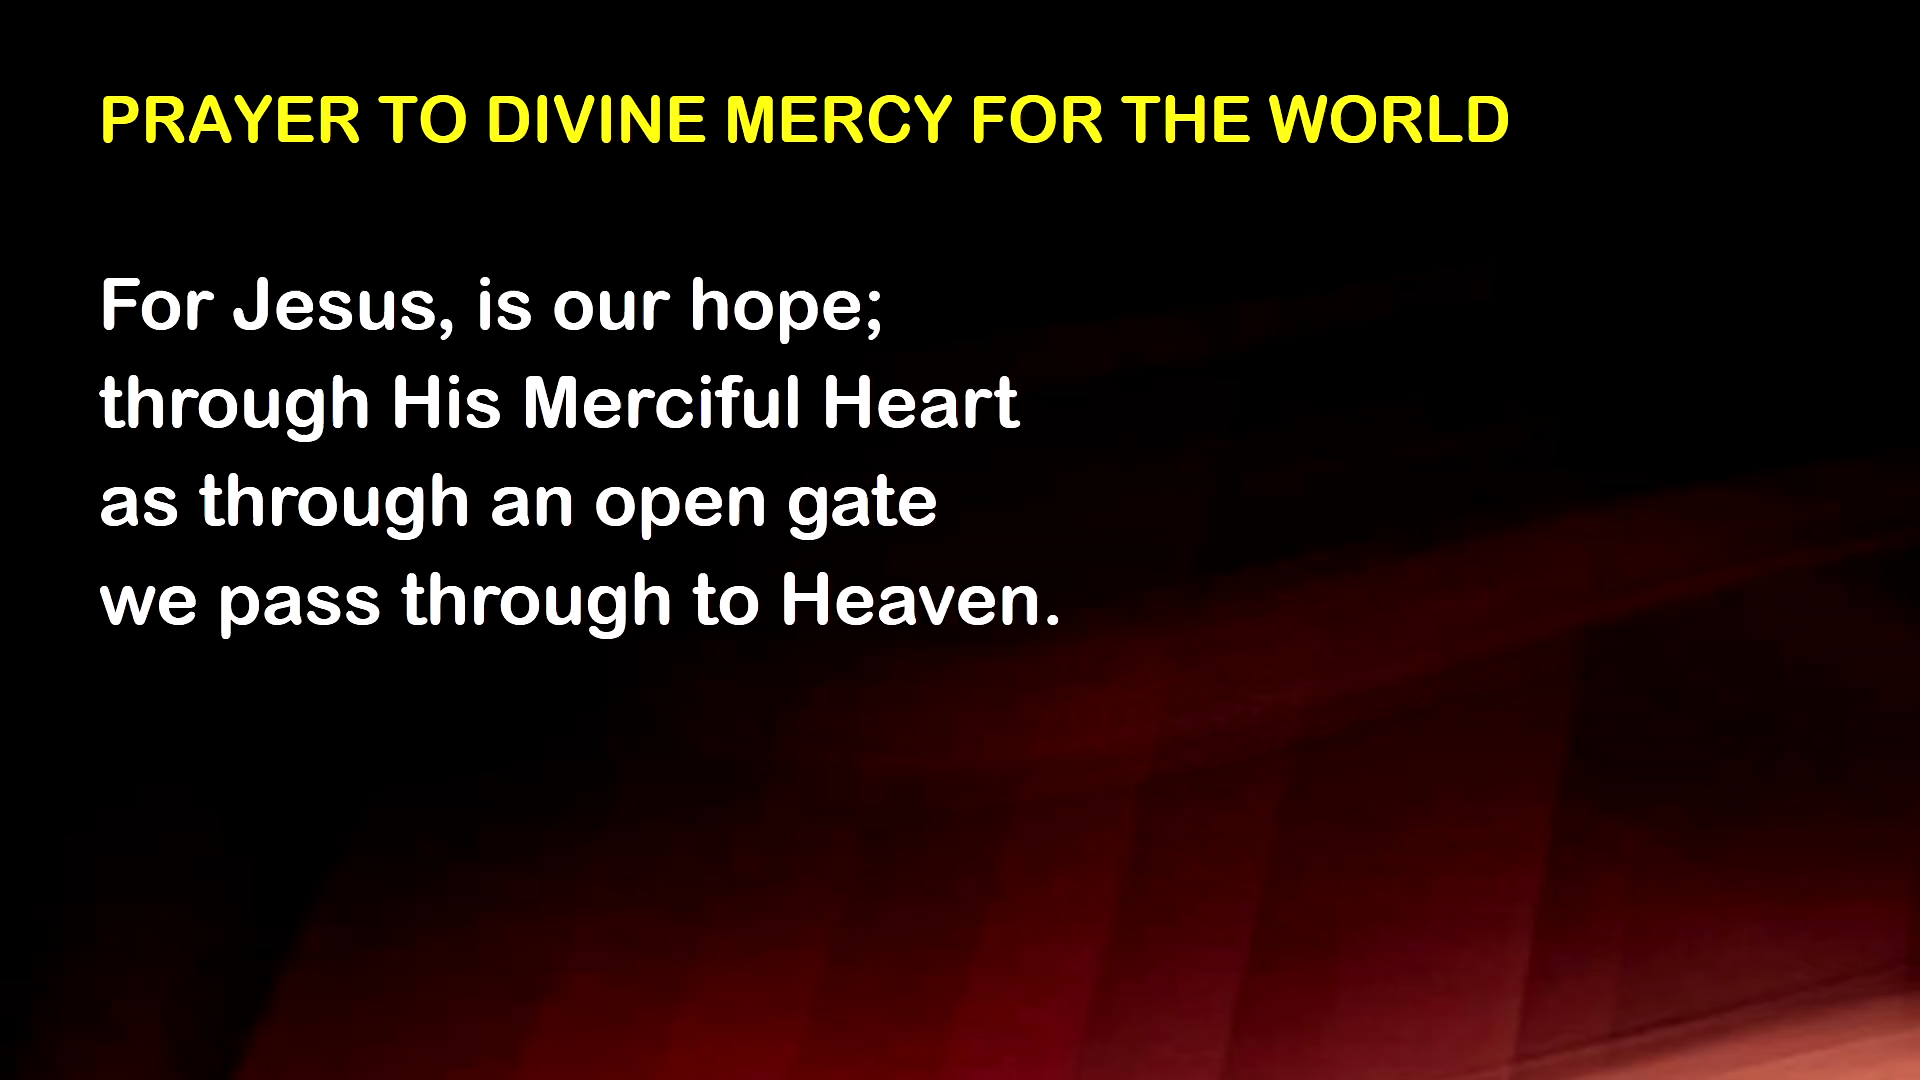 PRAYER TO DIVINE MERCY FOR THE WORLD
For Jesus, is our hope;
through His Merciful Heart
as through an open gate
we pass through to Heaven.